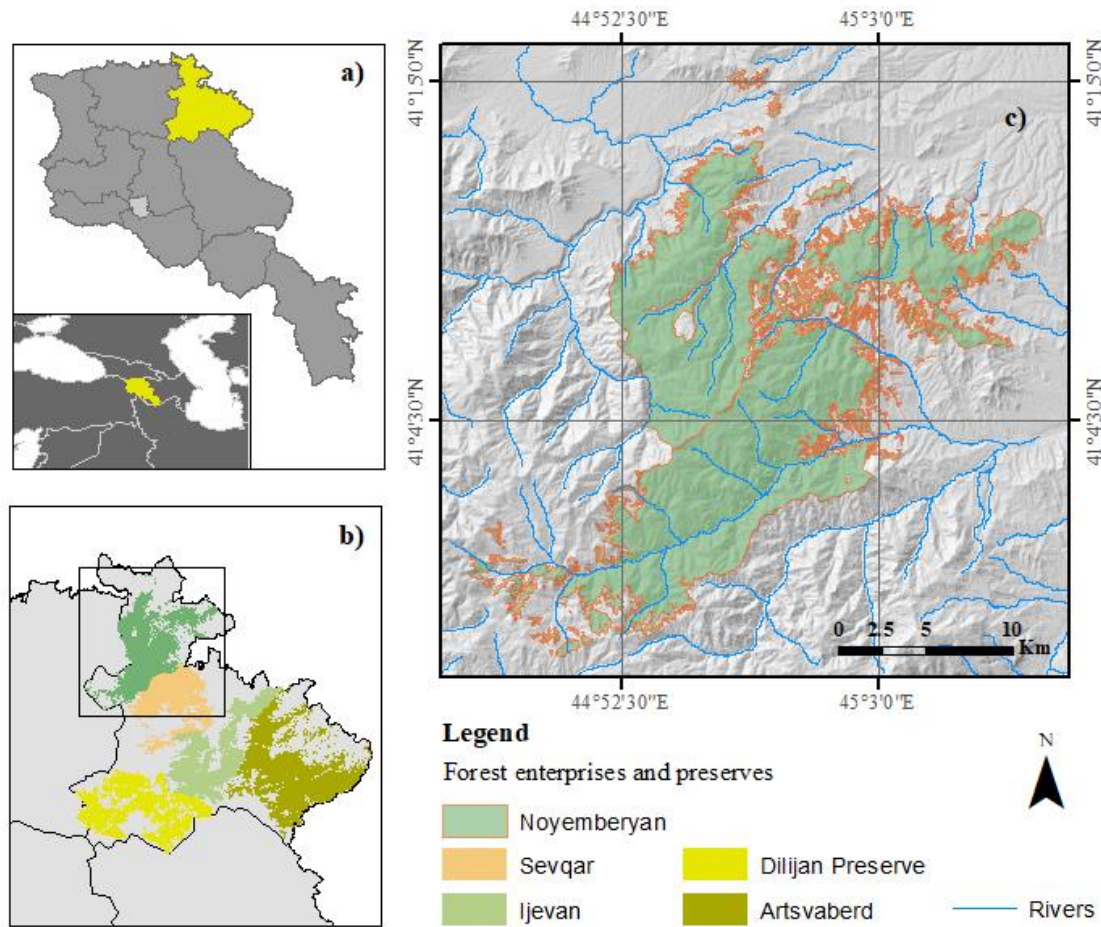 44°52'30"E 45°3'0"E
a)
c)
41°15'0"N 41°15'0"N
41°4'30"N 41°4'30"N
b)
0 2.5 5 10
Km
44°52'30"E 45°3'0"E
Legend
N
Forest enterprises and preserves
Noyemberyan
Sevqar Dilijan Preserve
Ijevan Artsvaberd Rivers